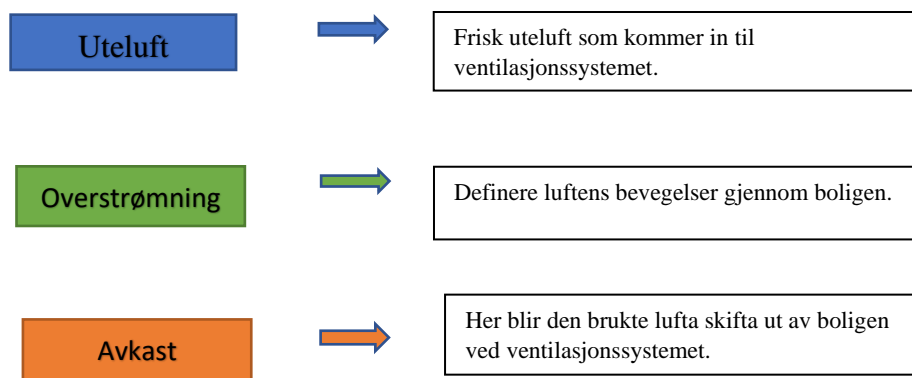 Uteluft
Frisk uteluft som kommer in til
ventilasjonssystemet.
Overstrømning
Definere luftens bevegelser gjennom boligen.
Avkast
Her blir den brukte lufta skifta ut av boligen
ved ventilasjonssystemet.